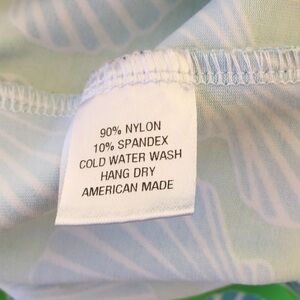 90% NYLON
10% SPANDEX
COLD WATER WASH
HANG DRY
AMERICAN MADE